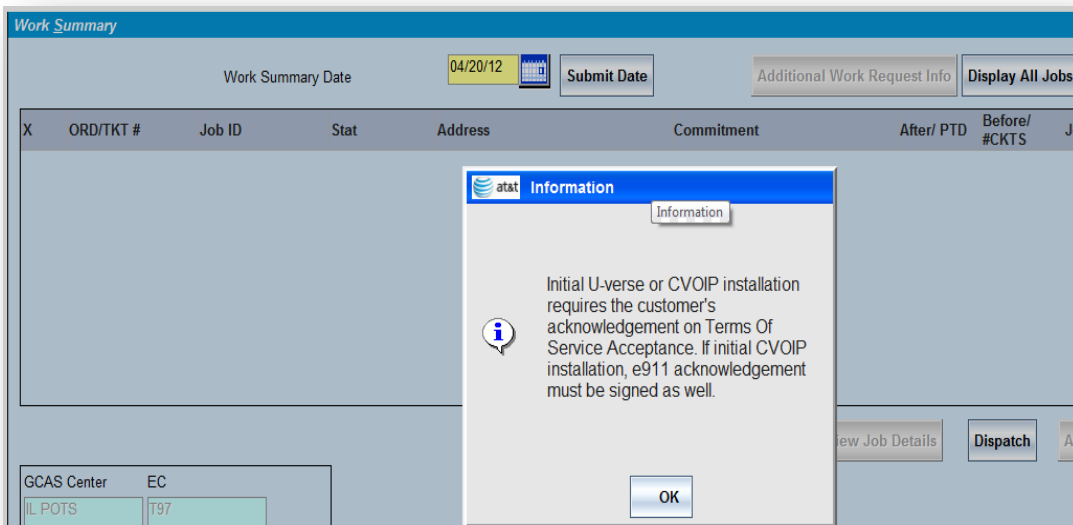 Work Summary
Work Summary Date
04/20/12
Submit Date
Additional Work Request Info
Display All Jobs
X ORD/TKT # Job ID Stat Address Commitment After/ PTD Before/
#CKTS J
at&t Information
Information
Initial U-verse or CVOIP installation
requires the customer's
acknowledgement on Terms Of
Service Acceptance. If initial CVOIP
installation, e911 acknowledgement
must be signed as well.
OK
iew Job Details
Dispatch
A
GCAS Center EC
IL POTS T97